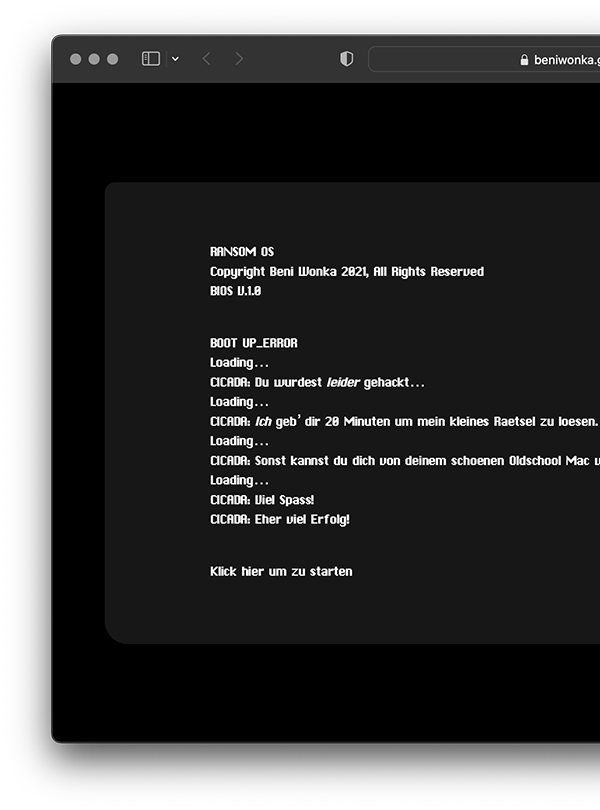 beniwonka.g
RANSOM OS
Copyright Beni Wonka 2021, All Rights Reserved
BIOS V.1.0
BOOT UP_ERROR
Loading...
CICADA: Du wurdest leider gehackt...
Loading...
CICADA: Ich geb' dir 20 Minuten um mein kleines Raetsel zu loesen.
Loading...
CICADA: Sonst kannst du dich von deinem schoenen Oldschool Mac v
Loading...
CICADA: Viel Spass!
CICADA: Eher viel Erfolg!
Klick hier um zu starten